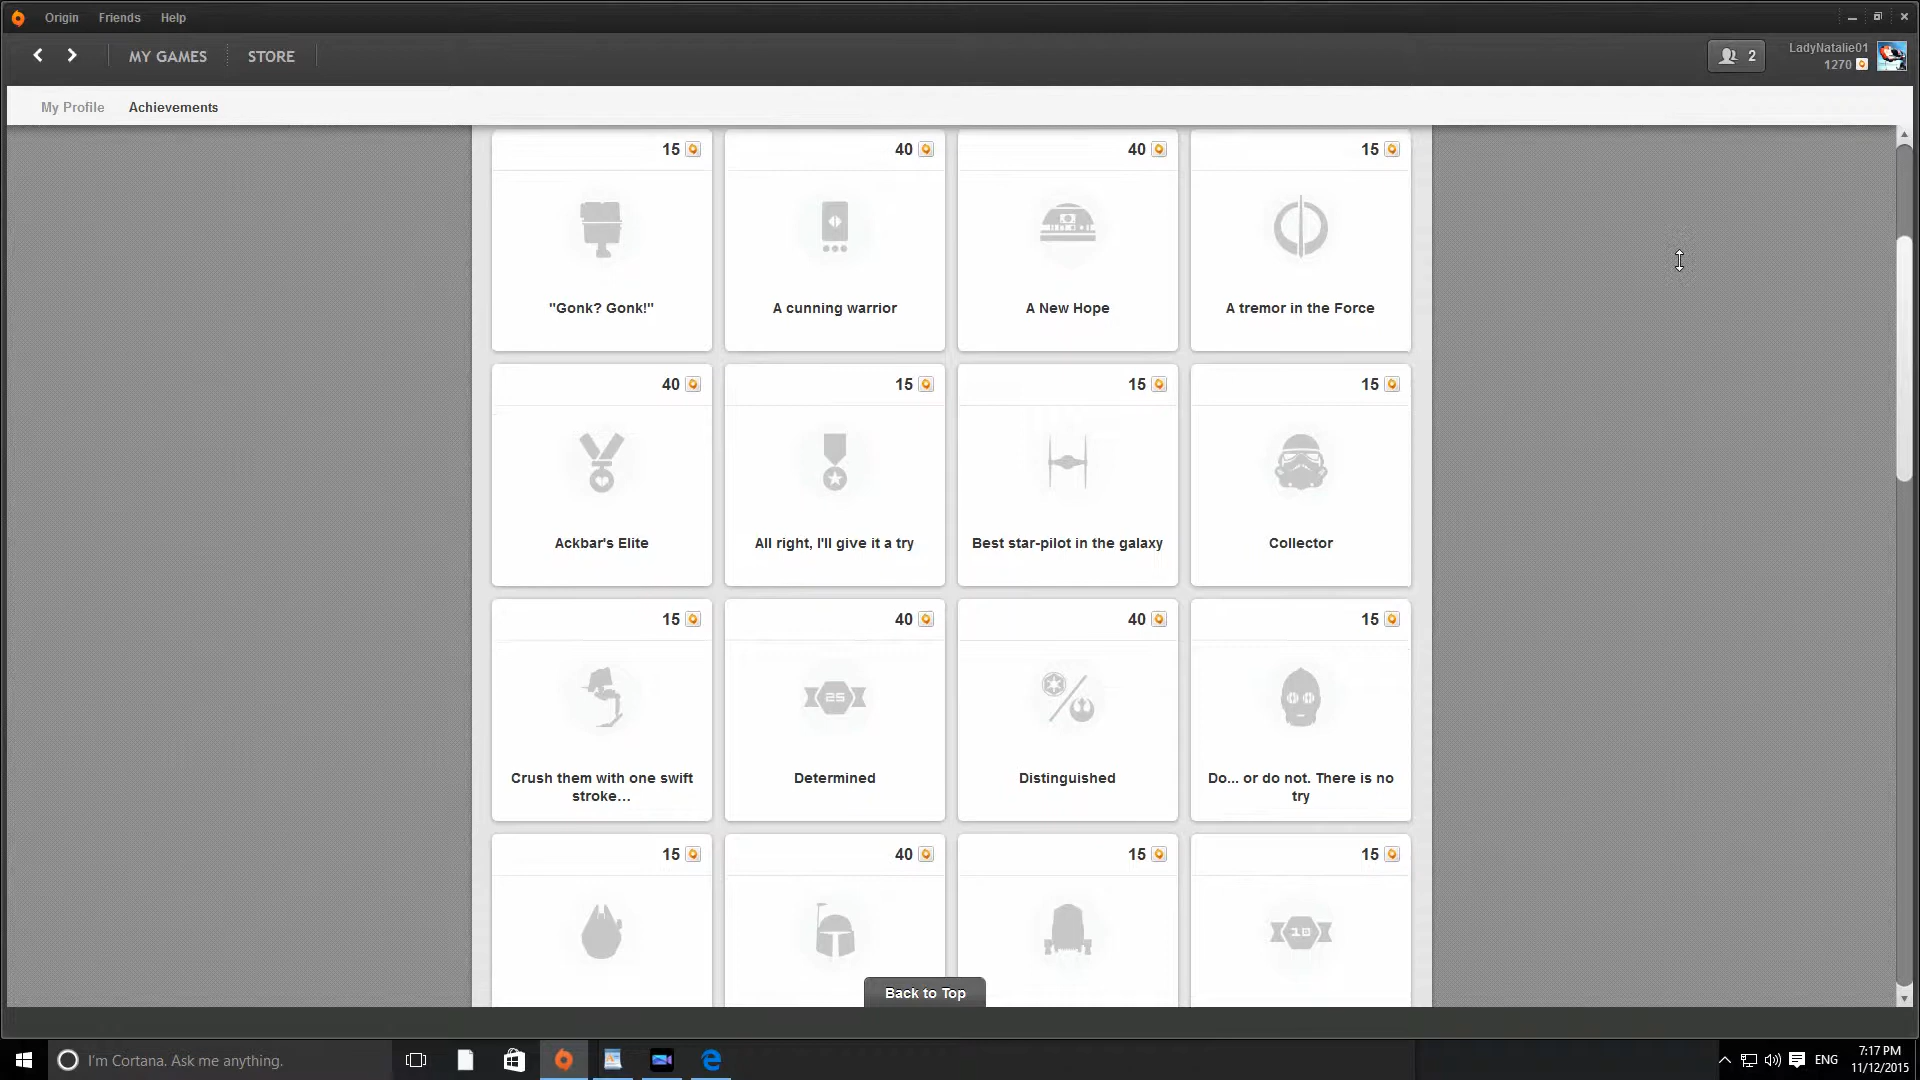 Origin Friends Help
MY GAMES STORE
2
LadyNatalie01
1270
My Profile Achievements
15 40 40 15
"Gonk? Gonk!" A cunning warrior A New Hope A tremor in the Force
40 15 15 15
Ackbar's Elite All right, I'll give it a try Best star-pilot in the galaxy Collector
15 40 40 15
25
Crush them with one swift stroke... Determined Distinguished Do... or do not. There is no try
15 40 15 15
10
Back to Top
I'm Cortana. Ask me anything.
ENG
7:17 PM
11/12/2015